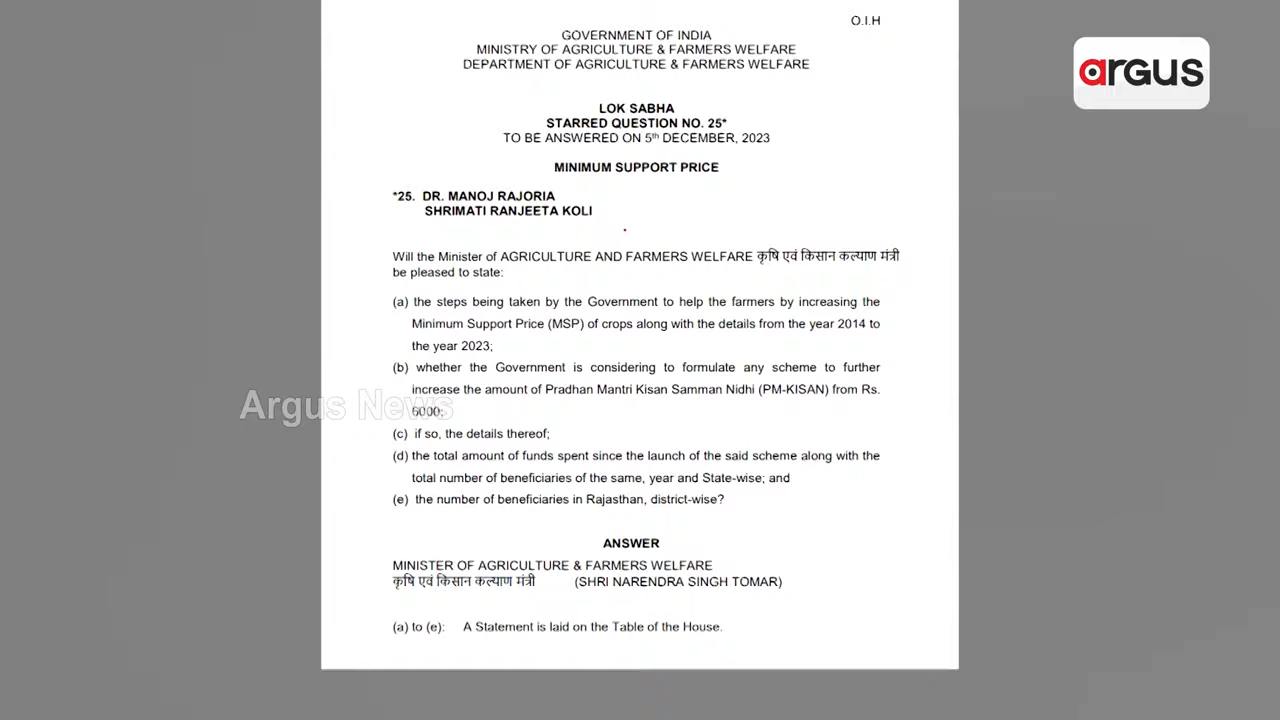 O.I.H
GOVERNMENT OF INDIA
MINISTRY OF AGRICULTURE & FARMERS WELFARE
DEPARTMENT OF AGRICULTURE & FARMERS WELFARE
argus
LOK SABHA
STARRED QUESTION NO. 25*
TO BE ANSWERED ON 5th DECEMBER, 2023
MINIMUM SUPPORT PRICE
*25. DR. MANOJ RAJORIA
SHRIMATI RANJEETA KOLI
Will the Minister of AGRICULTURE AND FARMERS WELFARE कृषि एवं किसान कल्याण मंत्री
be pleased to state:
(a) the steps being taken by the Government to help the farmers by increasing the
Minimum Support Price (MSP) of crops along with the details from the year 2014 to
the year 2023;
(b) whether the Government is considering to formulate any scheme to further
increase the amount of Pradhan Mantri Kisan Samman Nidhi (PM-KISAN) from Rs.
6000;
Argus News
(c) if so, the details thereof;
(d) the total amount of funds spent since the launch of the said scheme along with the
total number of beneficiaries of the same, year and State-wise; and
(e) the number of beneficiaries in Rajasthan, district-wise?
ANSWER
MINISTER OF AGRICULTURE & FARMERS WELFARE
कृषि एवं किसान कल्याण मंत्री (SHRI NARENDRA SINGH TOMAR)
(a) to (e): A Statement is laid on the Table of the House.